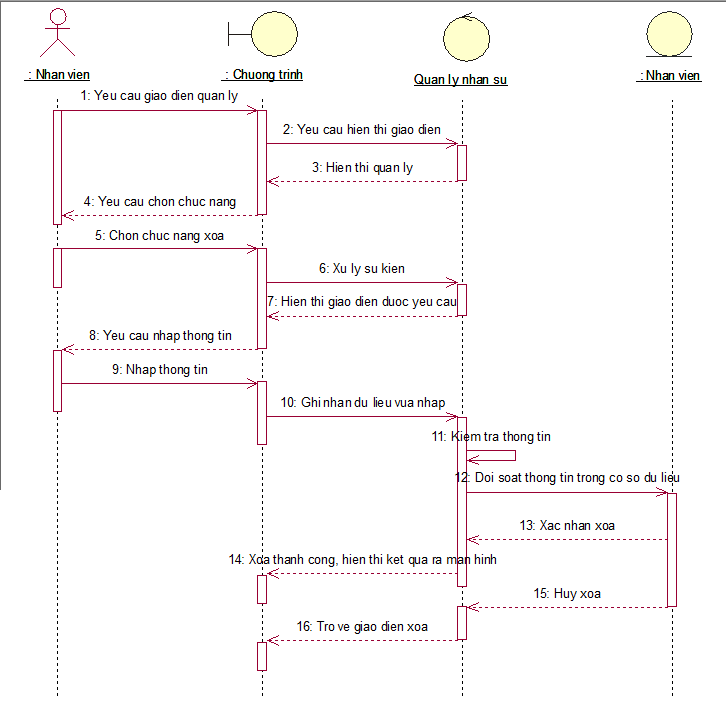 : Nhan vien
: Chuong trinh
Quan ly nhan su
: Nhan vien
1: Yeu cau giao dien quan ly
2: Yeu cau hien thi giao dien
3: Hien thi quan ly
4: Yeu cau chon chuc nang
5: Chon chuc nang xoa
6: Xu ly su kien
7: Hien thi giao dien duoc yeu cau
8: Yeu cau nhap thong tin
9: Nhap thong tin
10: Ghi nhan du lieu vua nhap
11: Kiem tra thong tin
12: Doi soat thong tin trong co so du lieu
13: Xac nhan xoa
14: Xoa thanh cong, hien thi ket qua ra man hinh
15: Huy xoa
16: Tro ve giao dien xoa